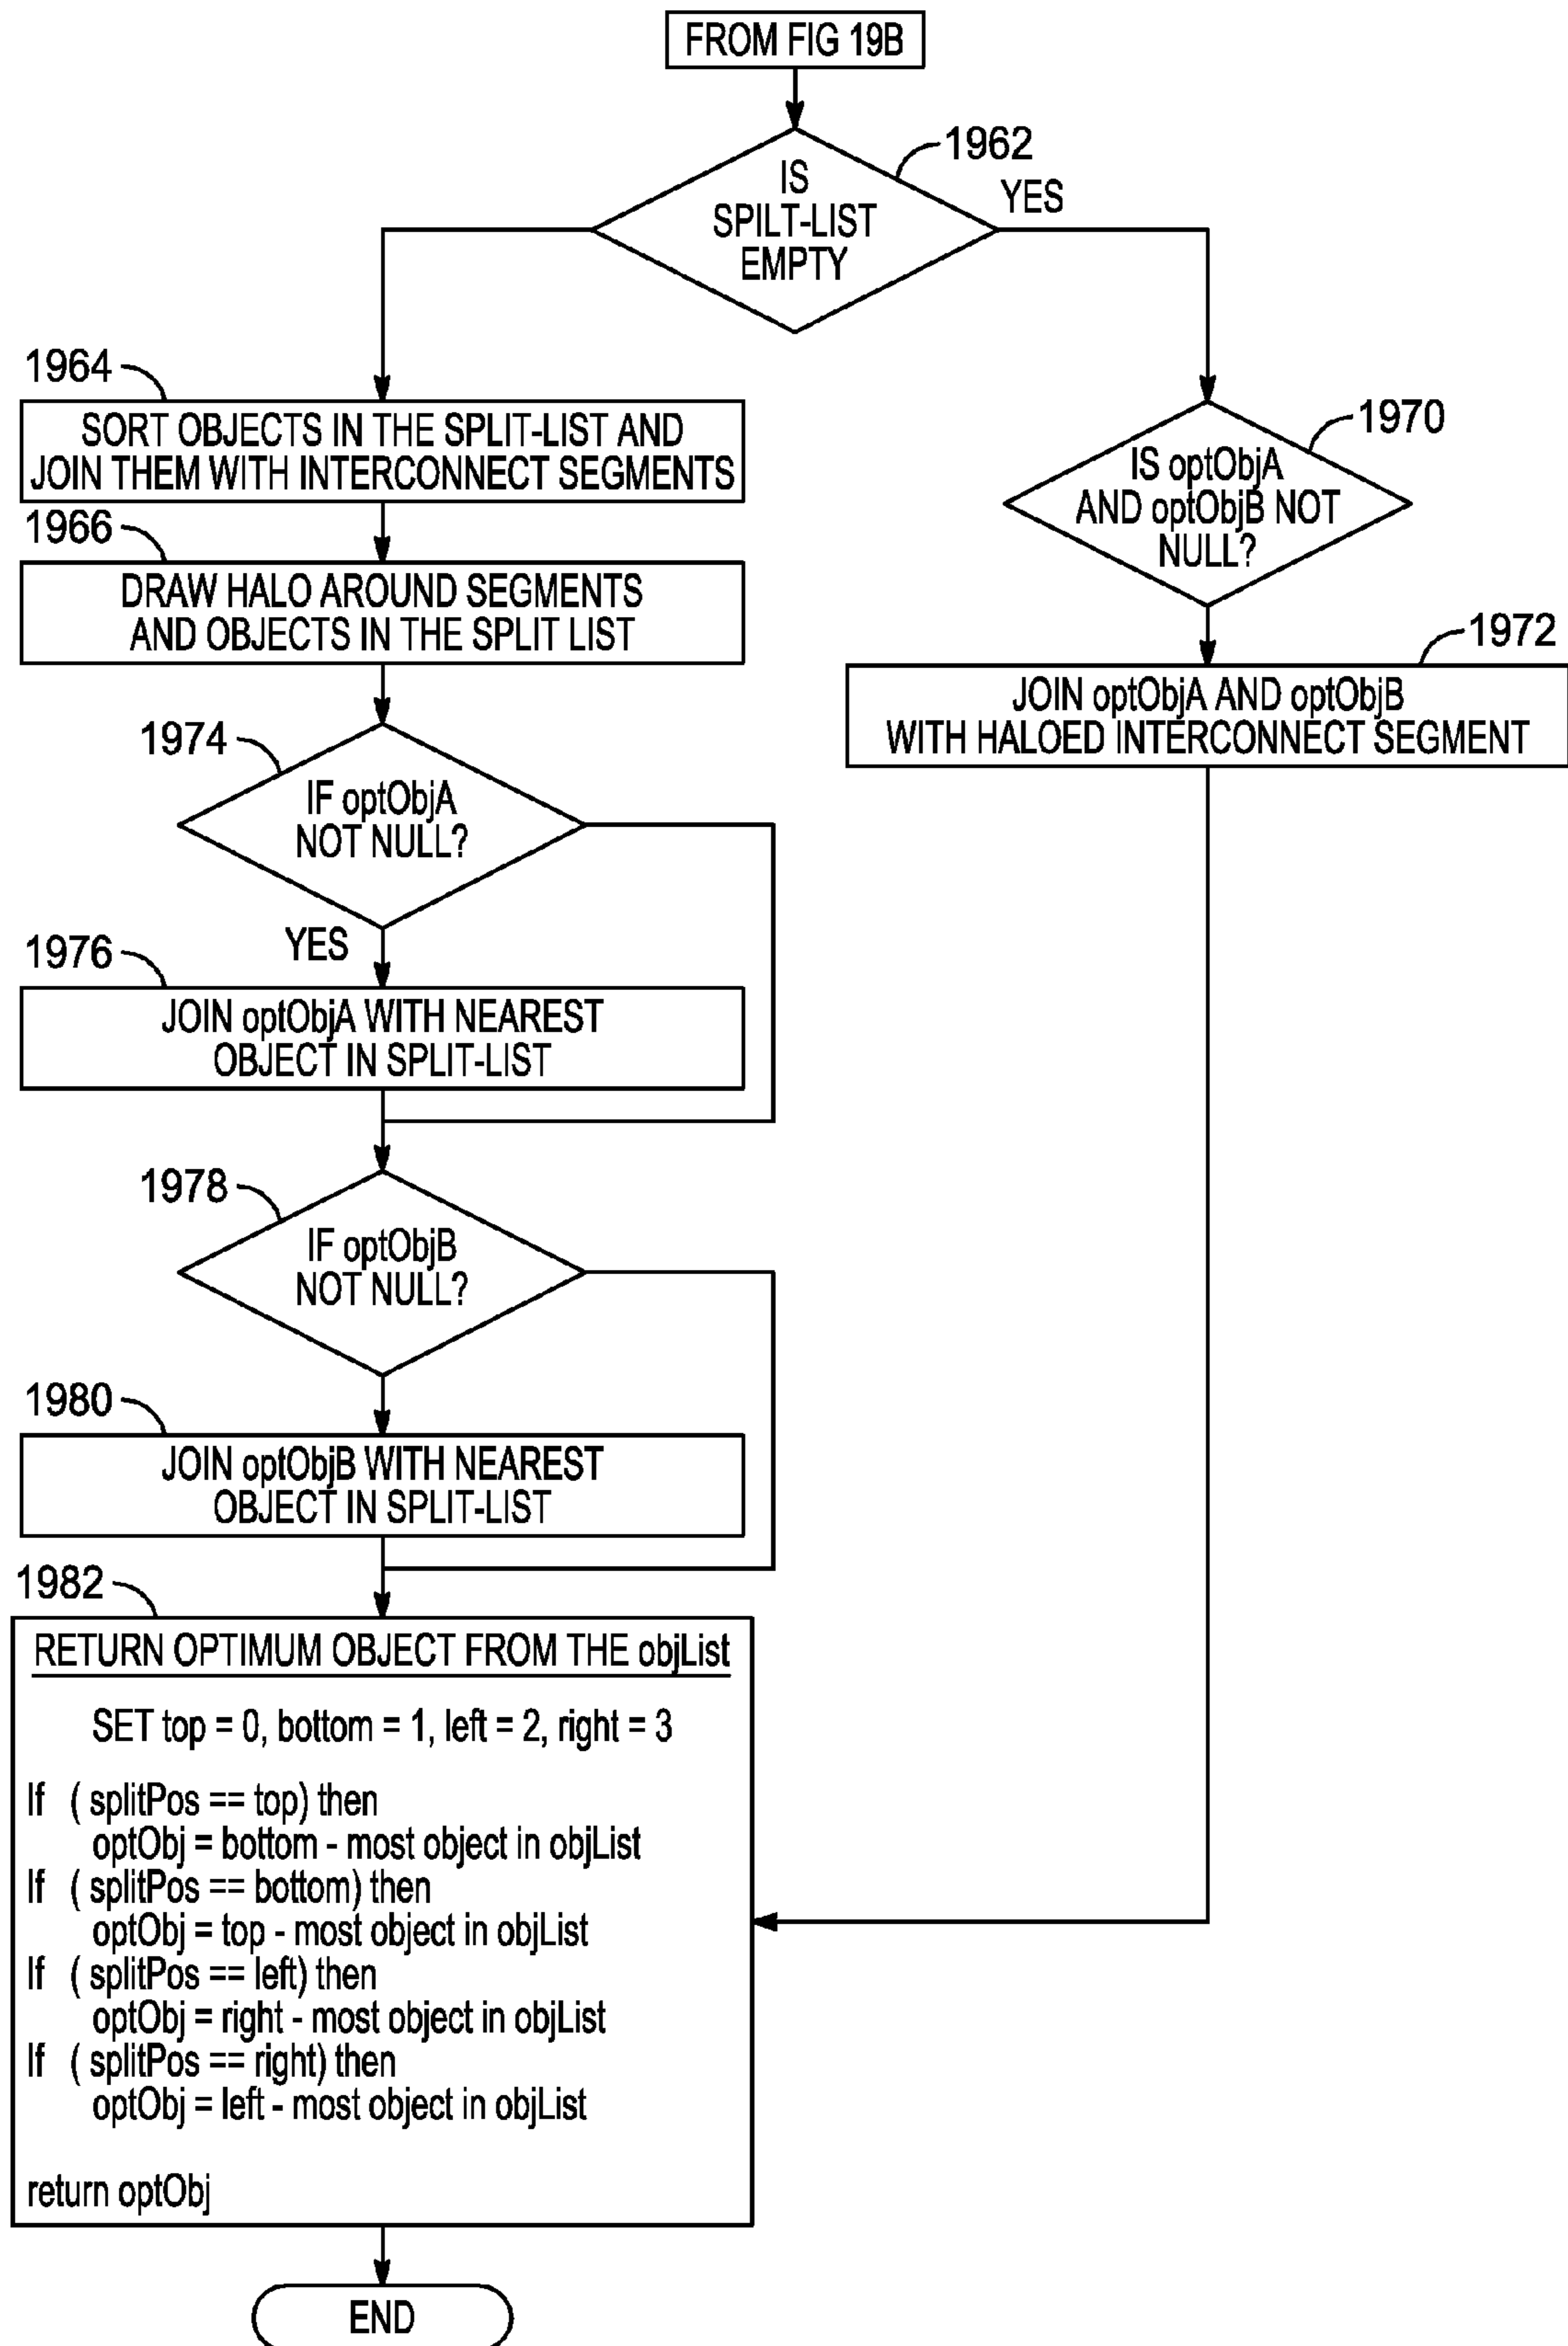 FROM FIG 19B
1962
IS
SPILT-LIST
EMPTY
YES
1964
SORT OBJECTS IN THE SPLIT-LIST AND
JOIN THEM WITH INTERCONNECT SEGMENTS
1970
IS optObjA
AND optObjB NOT
NULL?
1966
DRAW HALO AROUND SEGMENTS
AND OBJECTS IN THE SPLIT LIST
1972
JOIN optObjA AND optObjB
WITH HALOED INTERCONNECT SEGMENT
1974
IF optObjA
NOT NULL?
YES
1976
JOIN optObjA WITH NEAREST
OBJECT IN SPLIT-LIST
1978
IF optObjB
NOT NULL?
1980
JOIN optObjB WITH NEAREST
OBJECT IN SPLIT-LIST
1982
RETURN OPTIMUM OBJECT FROM THE objList
SET top = 0, bottom = 1, left = 2, right = 3
If ( splitPos == top) then
optObj = bottom - most object in objList
If ( splitPos == bottom) then
optObj = top - most object in objList
If ( splitPos == left) then
optObj = right - most object in objList
If ( splitPos == right) then
optObj = left - most object in objList
return optObj
END